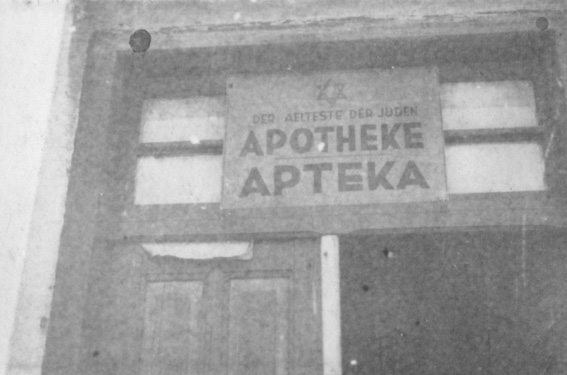 DER AELTESTE DER JUDEN
APOTHEKE
APTEKA